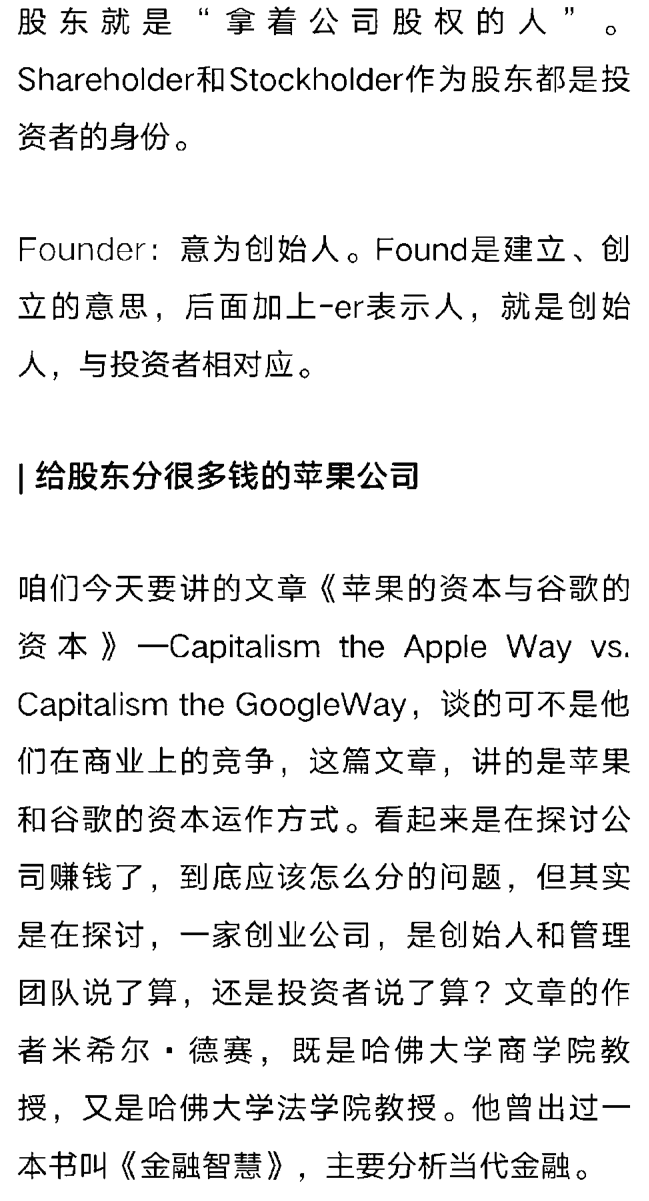 股东就是“拿着公司股权的人”。
Shareholder和Stockholder作为股东都是投
资者的身份。
Founder：意为创始人。Found是建立、创
立的意思，后面加上-er表示人，就是创始
人，与投资者相对应。
| 给股东分很多钱的苹果公司
咱们今天要讲的文章《苹果的资本与谷歌的
资本》—Capitalism the Apple Way vs.
Capitalism the GoogleWay，谈的可不是他
们在商业上的竞争，这篇文章，讲的是苹果
和谷歌的资本运作方式。看起来是在探讨公
司赚钱了，到底应该怎么分的问题，但其实
是在探讨，一家创业公司，是创始人和管理
团队说了算，还是投资者说了算？文章的作
者米希尔·德赛，既是哈佛大学商学院教
授，又是哈佛大学法学院教授。他曾出过一
本书叫《金融智慧》，主要分析当代金融。